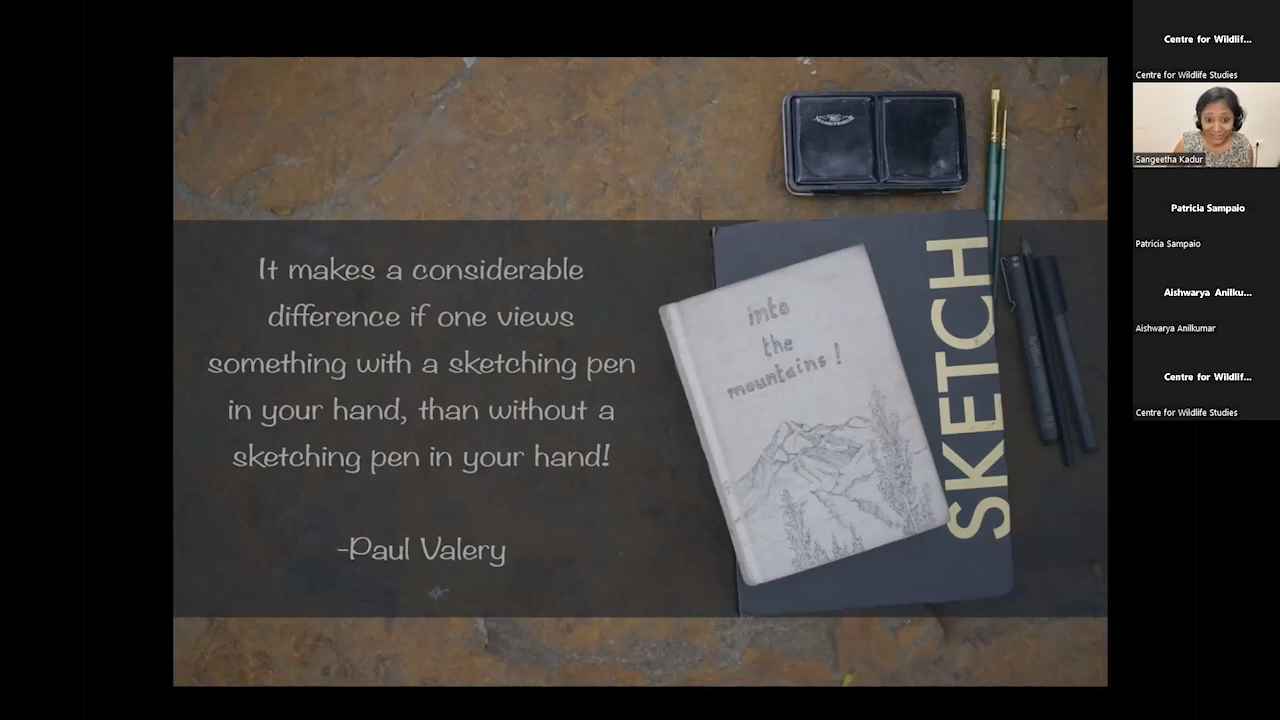 It makes a considerable
difference if one views
something with a sketching pen
in your hand, than without a
sketching pen in your hand!
-Paul Valery
into
the
mountains !
SKETCH
Centre for Wildlif...
Centre for Wildlife Studies
Sangeetha Kadur
Patricia Sampaio
Patricia Sampaio
Aishwarya Anilku...
Aishwarya Anilkumar
Centre for Wildlif...
Centre for Wildlife Studies